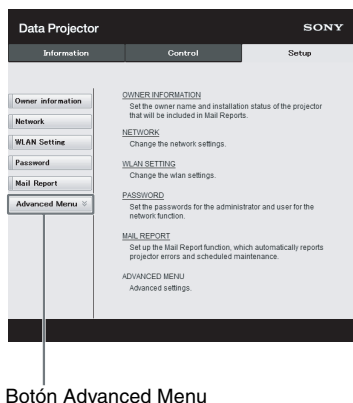 Data Projector
SONY
Information
Control
Setup
Owner information
Network
WLAN Setting
Password
Mail Report
Advanced Menu
OWNER INFORMATION
Set the owner name and installation status of the projector
that will be included in Mail Reports.
NETWORK
Change the network settings.
WLAN SETTING
Change the wlan settings.
PASSWORD
Set the passwords for the administrator and user for the
network function.
MAIL REPORT
Set up the Mail Report function, which automatically reports
projector errors and scheduled maintenance.
ADVANCED MENU
Advanced settings.
Botón Advanced Menu